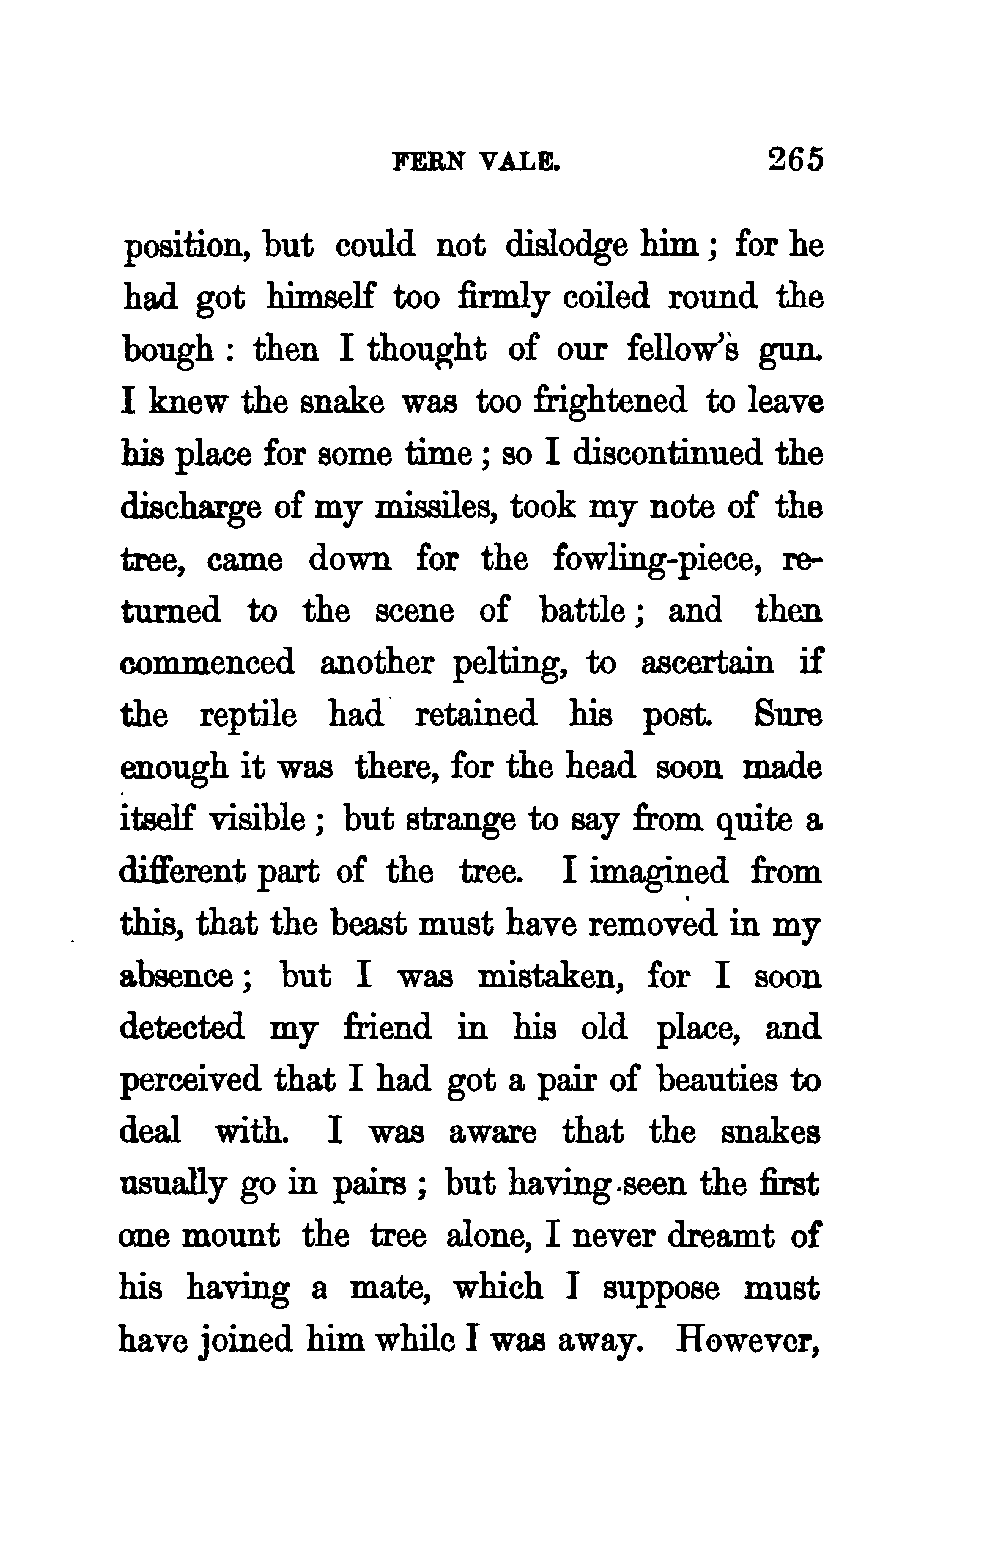 FERN VALE. 265
position, but could not dislodge him; for he
had got himself too firmly coiled round the
bough: then I thought of our fellow's gun.
I knew the snake was too frightened to leave
his place for some time; so I discontinued the
discharge of my missiles, took my note of the
tree, came down for the fowling-piece, re-
turned to the scene of battle; and then
commenced another pelting, to ascertain if
the reptile had retained his post. Sure
enough it was there, for the head soon made
itself visible; but strange to say from quite a
different part of the tree. I imagined from
this, that the beast must have removed in my
absence; but I was mistaken, for I soon
detected my friend in his old place, and
perceived that I had got a pair of beauties to
deal with. I was aware that the snakes
usually go in pairs; but having seen the first
one mount the tree alone, I never dreamt of
his having a mate, which I suppose must
have joined him while I was away. However,